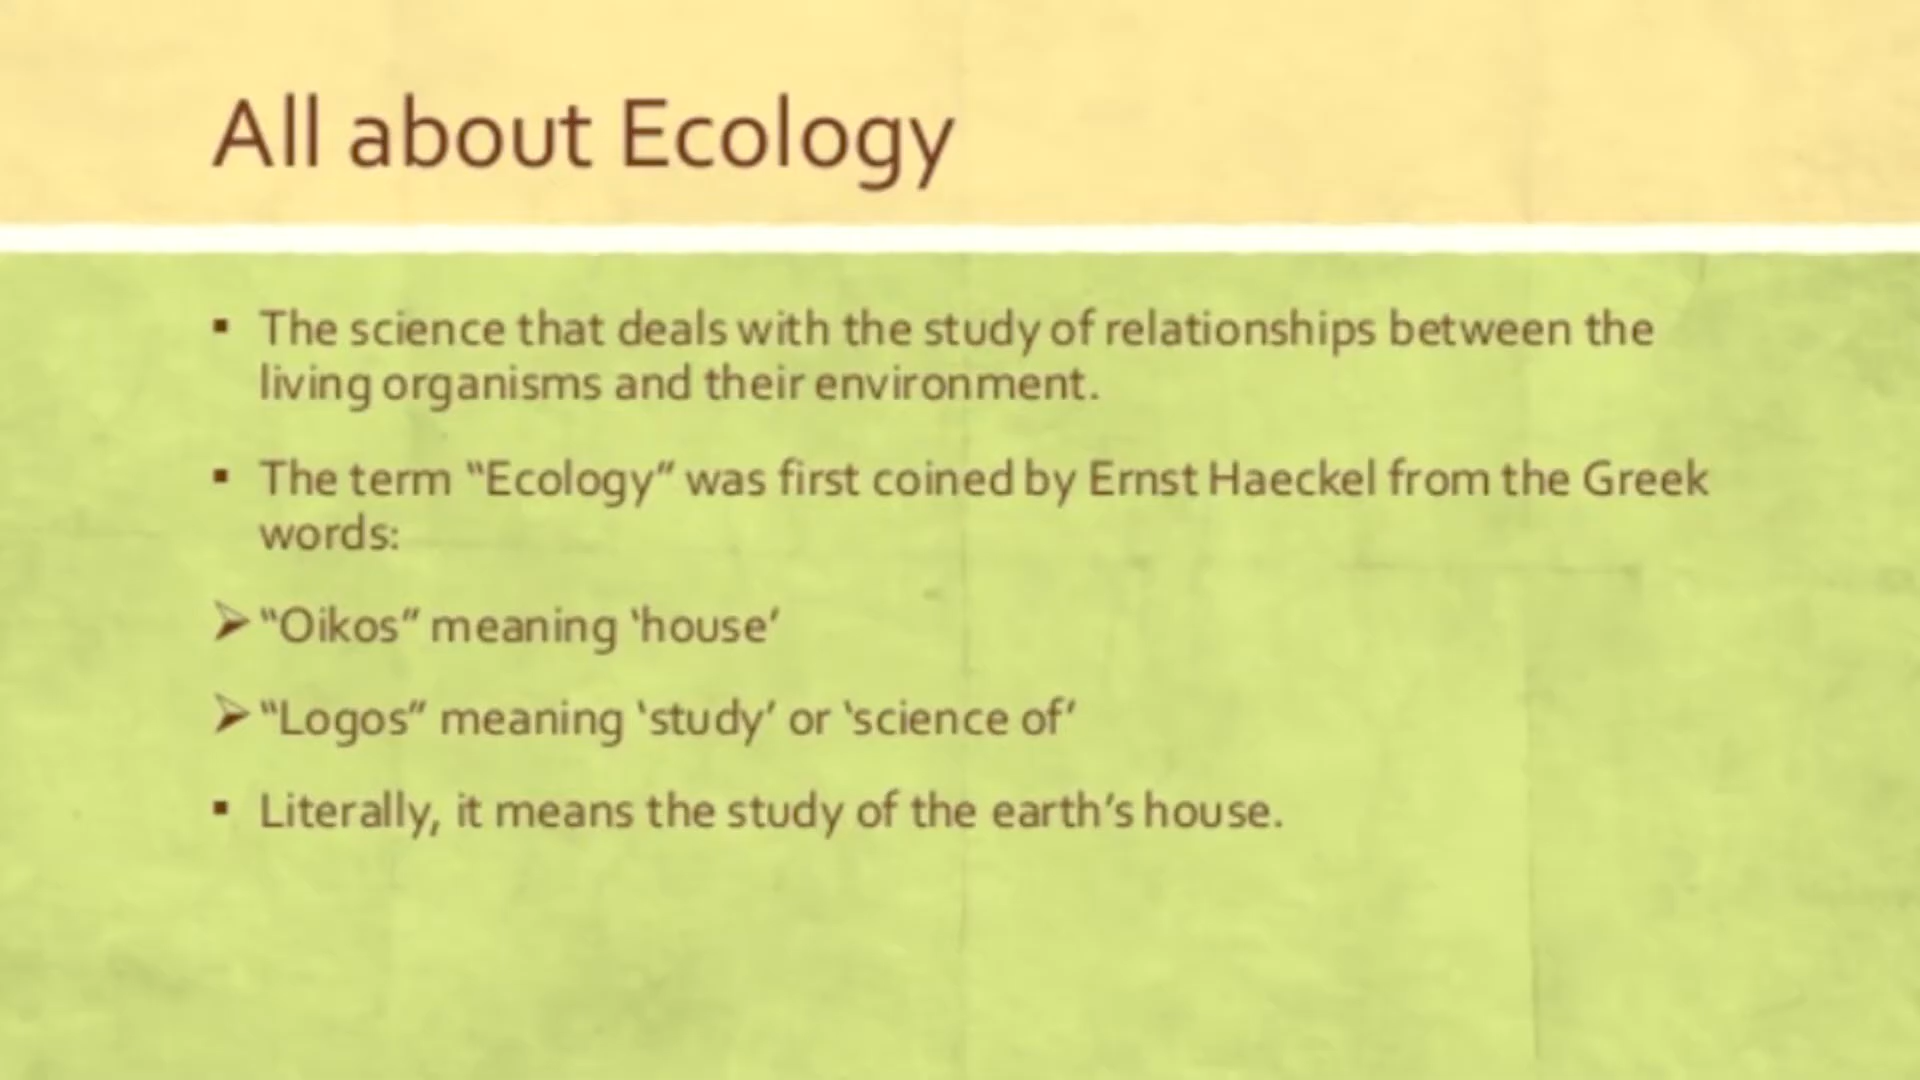 All about Ecology
▪ The science that deals with the study of relationships between the
living organisms and their environment.
▪ The term “Ecology” was first coined by Ernst Haeckel from the Greek
words:
➢ “Oikos” meaning ‘house’
➢ “Logos” meaning ‘study’ or ‘science of’
▪ Literally, it means the study of the earth’s house.